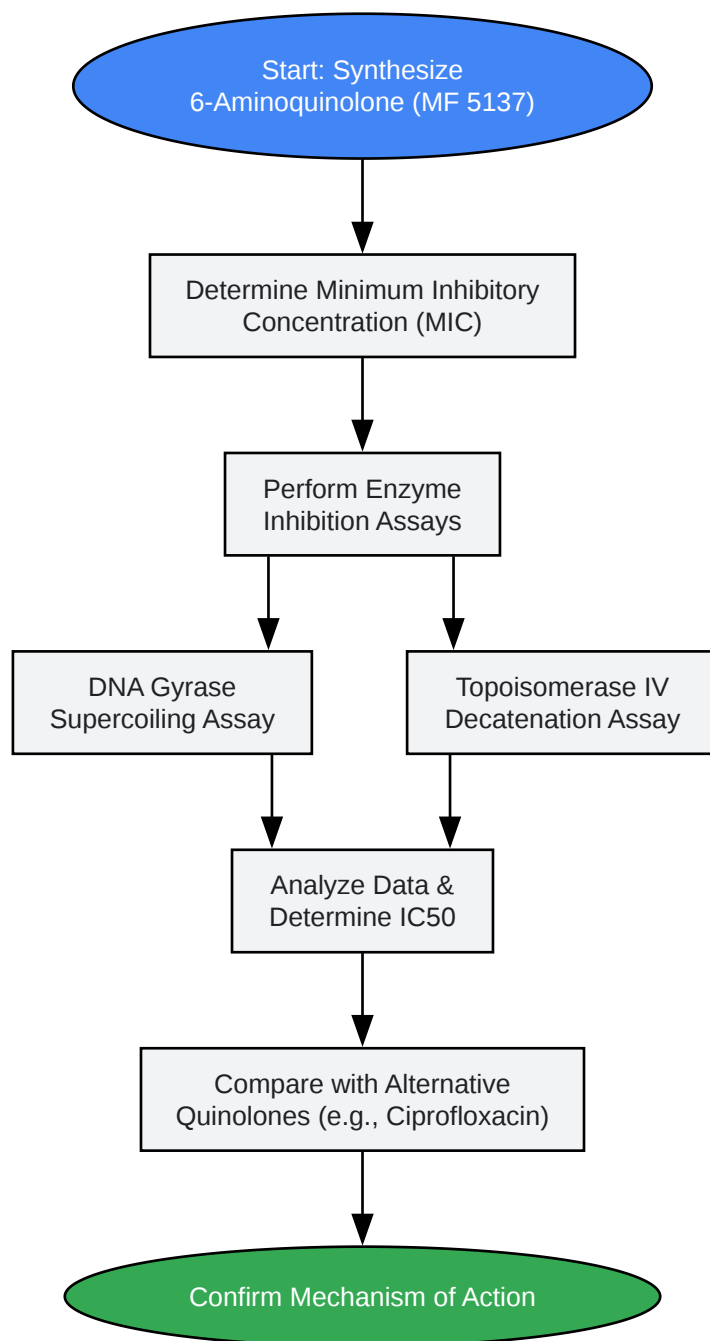 Start: Synthesize
6-Aminoquinolone (MF 5137)
Determine Minimum Inhibitory
Concentration (MIC)
Perform Enzyme
Inhibition Assays
DNA Gyrase
Supercoiling Assay
Topoisomerase IV
Decatenation Assay
Analyze Data &
Determine IC50
Compare with Alternative
Quinolones (e.g., Ciprofloxacin)
Confirm Mechanism of Action